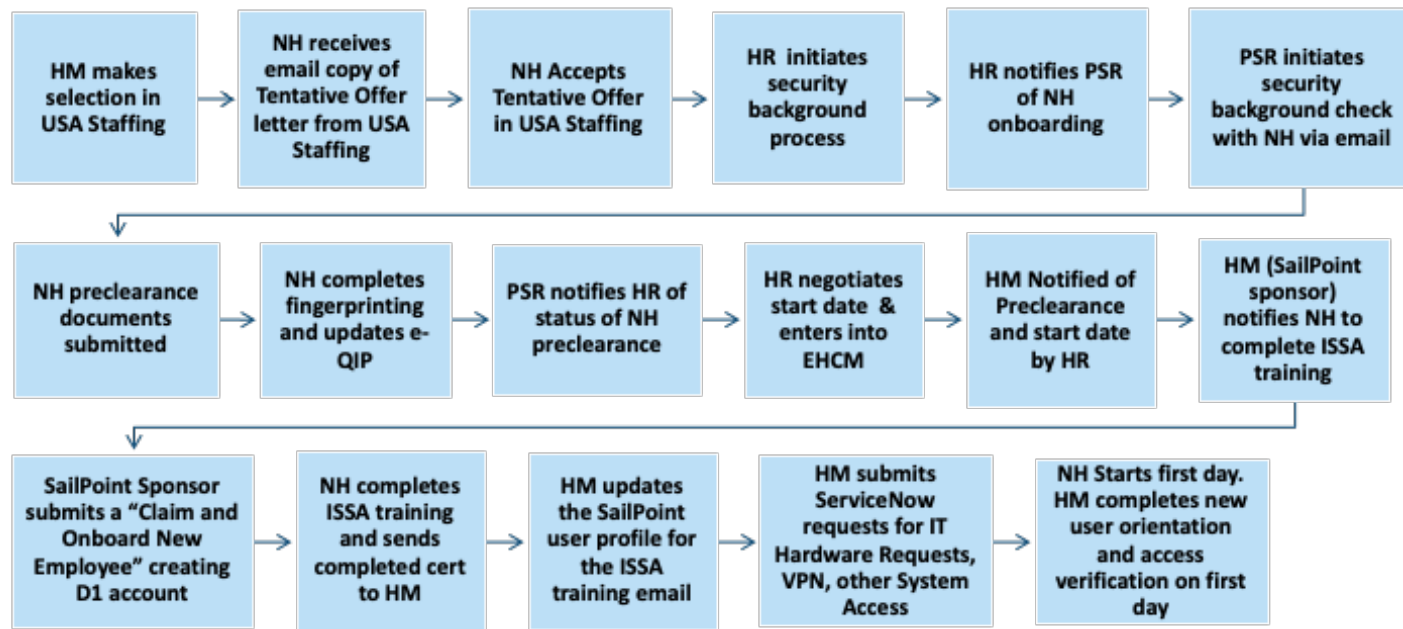 HM makes
selection in
USA Staffing
NH receives
email copy of
Tentative Offer
letter from USA
Staffing
NH Accepts
Tentative Offer
in USA Staffing
HR initiates
security
background
process
HR notifies PSR
of NH
onboarding
PSR initiates
security
background check
with NH via email
NH preclearance
documents
submitted
NH completes
fingerprinting
and updates e-
QIP
PSR notifies HR of
status of NH
preclearance
HR negotiates
start date &
enters into
EHCM
HM Notified of
Preclearance
and start date
by HR
HM (SailPoint
sponsor)
notifies NH to
complete ISSA
training
SailPoint Sponsor
submits a “Claim and
Onboard New
Employee” creating
D1 account
NH completes
ISSA training
and sends
completed cert
to HM
HM updates
the SailPoint
user profile for
the ISSA
training email
HM submits
ServiceNow
requests for IT
Hardware Requests,
VPN, other System
Access
NH Starts first day.
HM completes new
user orientation
and access
verification on first
day